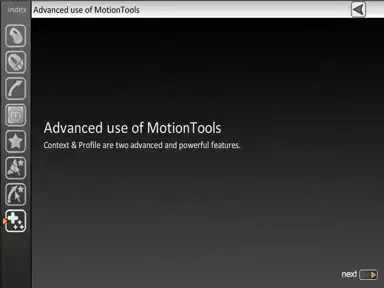 index
Advanced use of MotionTools
Advanced use of MotionTools
Context & Profile are two advanced and powerful features.
next